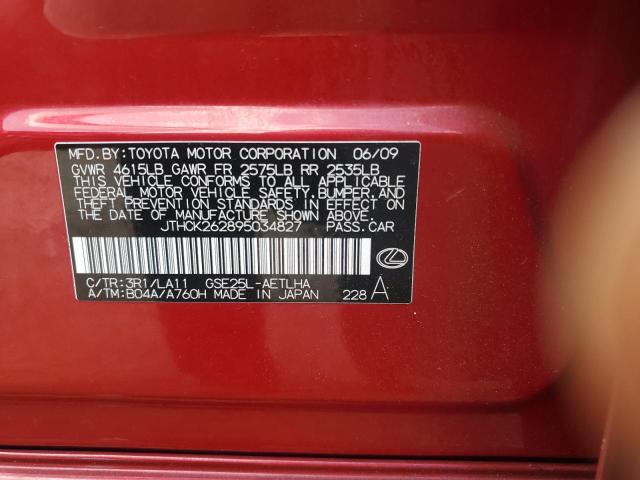 MFD.BY:TOYOTA MOTOR CORPORATION 06/09
GVWR 4615LB GAWR FR 2575LB RR 2535LB
THIS VEHICLE CONFORMS TO ALL APPLICABLE
FEDERAL MOTOR VEHICLE SAFETY,BUMPER,AND
THEFT PREVENTION STANDARDS IN EFFECT ON
THE DATE OF MANUFACTURE SHOWN ABOVE.
JTHCK262895034827 PASS.CAR
C/TR:3R1/LA11 GSE25L-AETLHA
A/TM:B04A/A760H MADE IN JAPAN 228 A